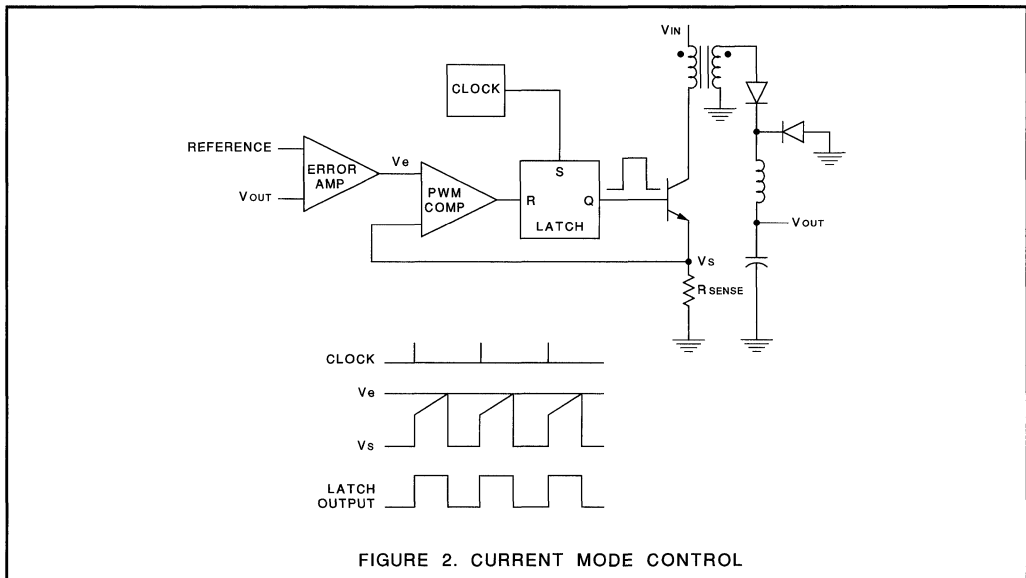 VIN
CLOCK
REFERENCE
VOUT
ERROR
AMP
Ve
PWM
COMP
S
R
Q
LATCH
VOUT
Vs
RSENSE
CLOCK
Ve
Vs
LATCH
OUTPUT
FIGURE 2. CURRENT MODE CONTROL